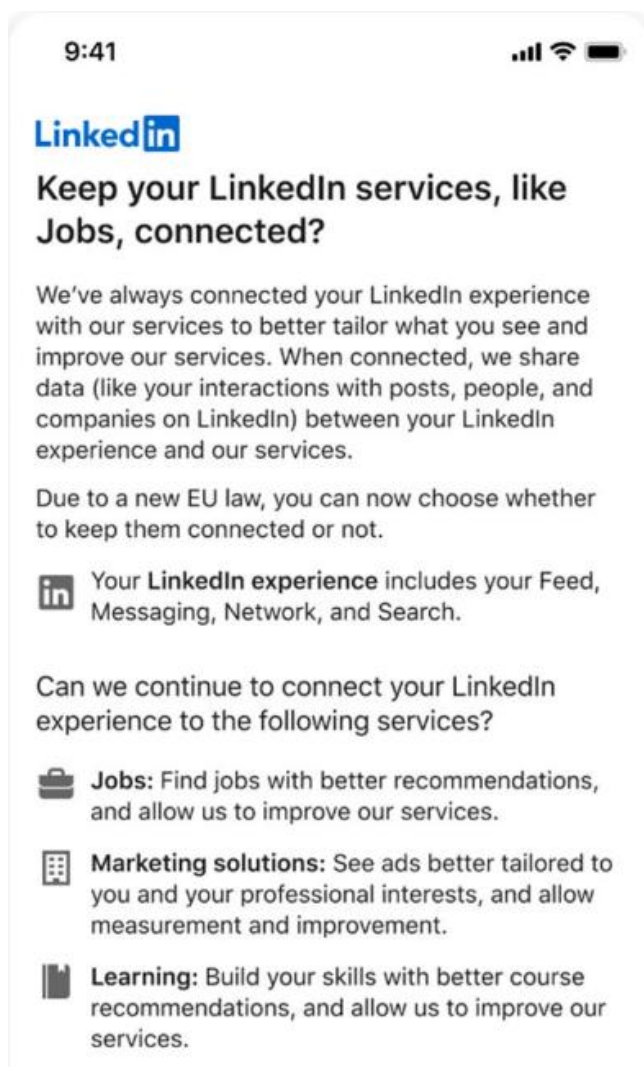 9:41
LinkedIn
Keep your LinkedIn services, like
Jobs, connected?
We’ve always connected your LinkedIn experience
with our services to better tailor what you see and
improve our services. When connected, we share
data (like your interactions with posts, people, and
companies on LinkedIn) between your LinkedIn
experience and our services.
Due to a new EU law, you can now choose whether
to keep them connected or not.
in
Your LinkedIn experience includes your Feed,
Messaging, Network, and Search.
Can we continue to connect your LinkedIn
experience to the following services?
Jobs: Find jobs with better recommendations,
and allow us to improve our services.
Marketing solutions: See ads better tailored to
you and your professional interests, and allow
measurement and improvement.
Learning: Build your skills with better course
recommendations, and allow us to improve our
services.